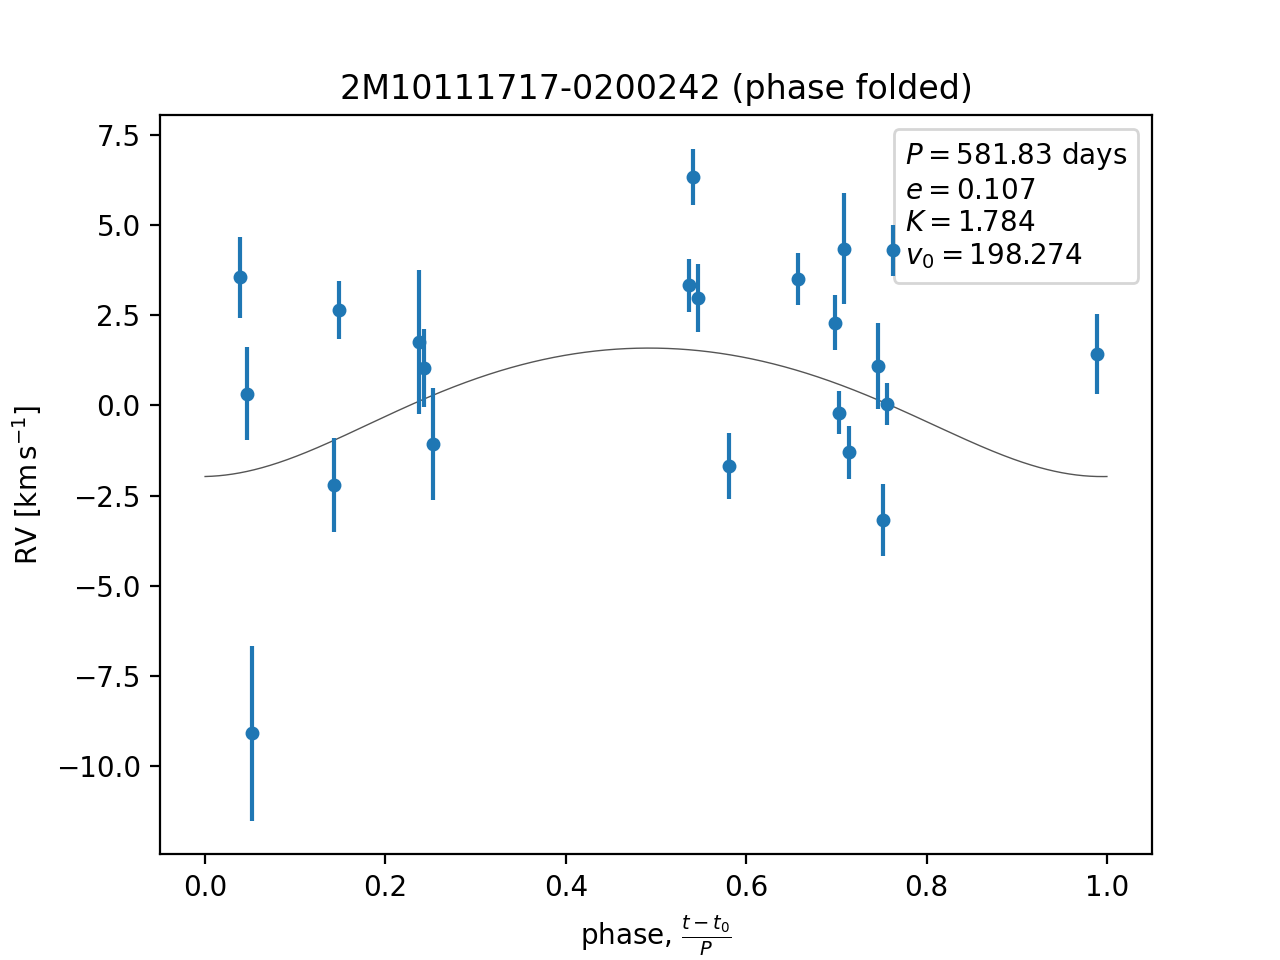 2M10111717-0200242 (phase folded)
P = 581.83 days
e = 0.107
K = 1.784
v₀ = 198.274
7.5
5.0
2.5
0.0
−2.5
−5.0
−7.5
−10.0
RV [km s⁻¹]
0.0 0.2 0.4 0.6 0.8 1.0
phase, (t − t₀)/P